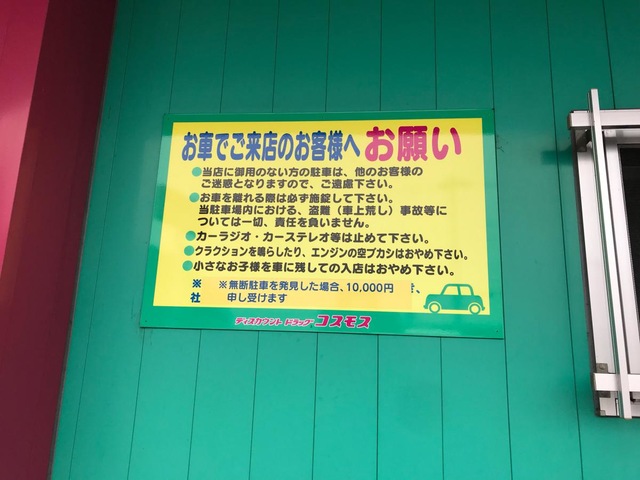 お車でご来店のお客様へ お願い
●当店に御用のない方の駐車は、他のお客様の
ご迷惑となりますので、ご遠慮下さい。
●お車を離れる際は必ず施錠して下さい。
当駐車場内における、盗難（車上荒し）事故等に
ついては一切、責任を負いません。
●カーラジオ・カーステレオ等は止めて下さい。
●クラクションを鳴らしたり、エンジンの空ブカシはおやめ下さい。
●小さなお子様を車に残しての入店はおやめ下さい。
※ ※無断駐車を発見した場合、10,000円
社 申し受けます
ディスカウント ドラッグ コスモス